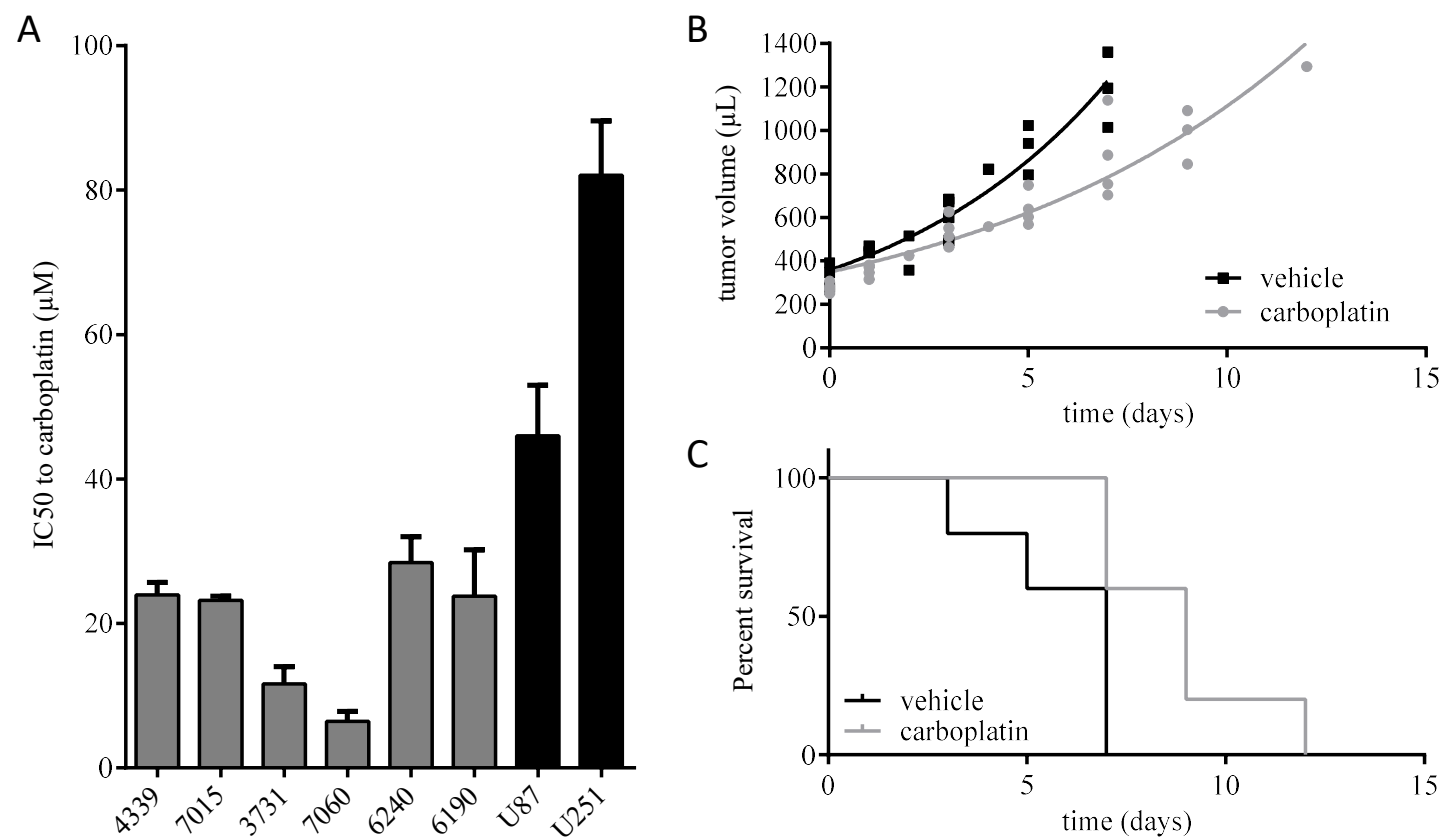 A
IC50 to carboplatin (µM)
100
80
60
40
20
0
4339
7015
3731
7060
6240
6190
U87
U251
B
tumor volume (µL)
1400
1200
1000
800
600
400
200
0
vehicle
carboplatin
0
5
10
15
time (days)
C
Percent survival
100
50
0
vehicle
carboplatin
0
5
10
15
time (days)